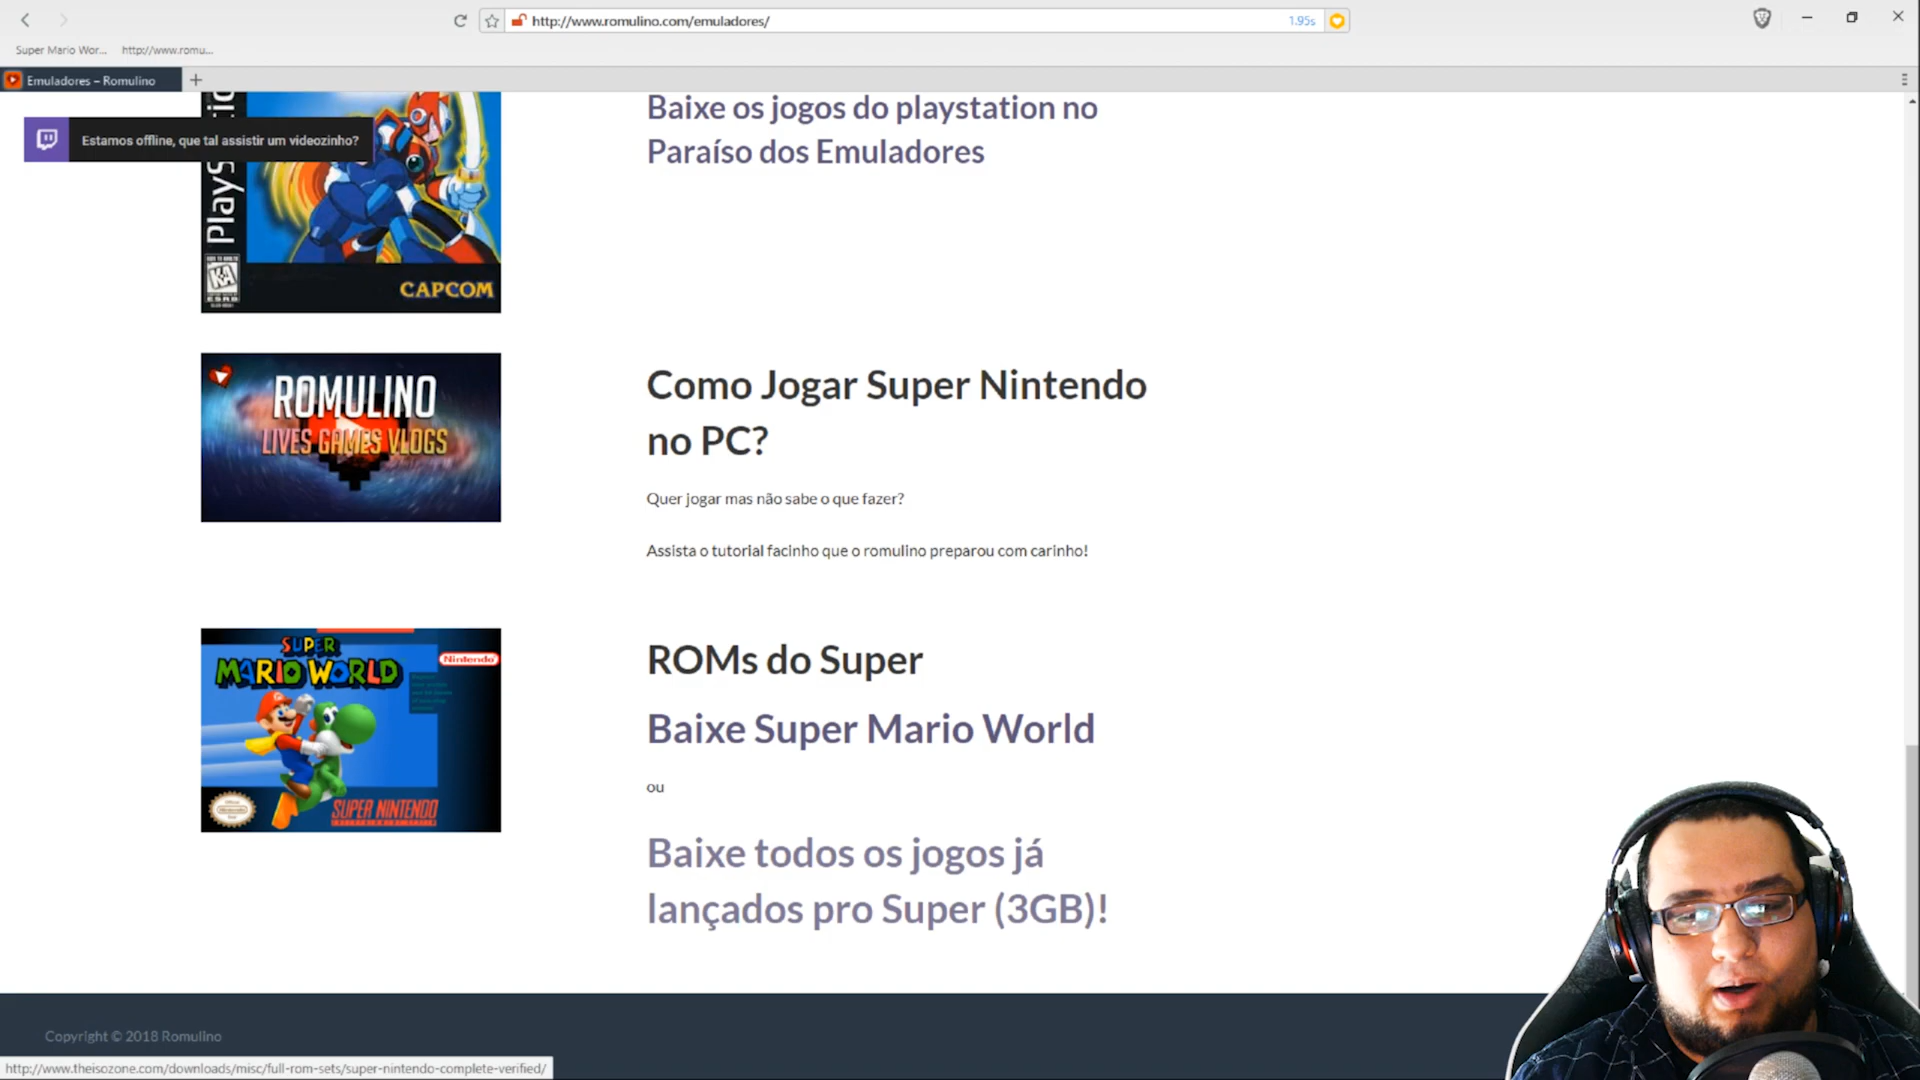 http://www.romulino.com/emuladores/
1.95s
Super Mario Wor...
http://www.romu...
Emuladores – Romulino
Estamos offline, que tal assistir um videozinho?
Baixe os jogos do playstation no
Paraíso dos Emuladores
CAPCOM
ROMULINO
LIVES GAMES VLOGS
Como Jogar Super Nintendo
no PC?
Quer jogar mas não sabe o que fazer?
Assista o tutorial facinho que o romulino preparou com carinho!
SUPER
MARIO WORLD
Nintendo
SUPER NINTENDO
ROMs do Super
Baixe Super Mario World
ou
Baixe todos os jogos já
lançados pro Super (3GB)!
Copyright © 2018 Romulino
http://www.theisozone.com/downloads/misc/full-rom-sets/super-nintendo-complete-verified/